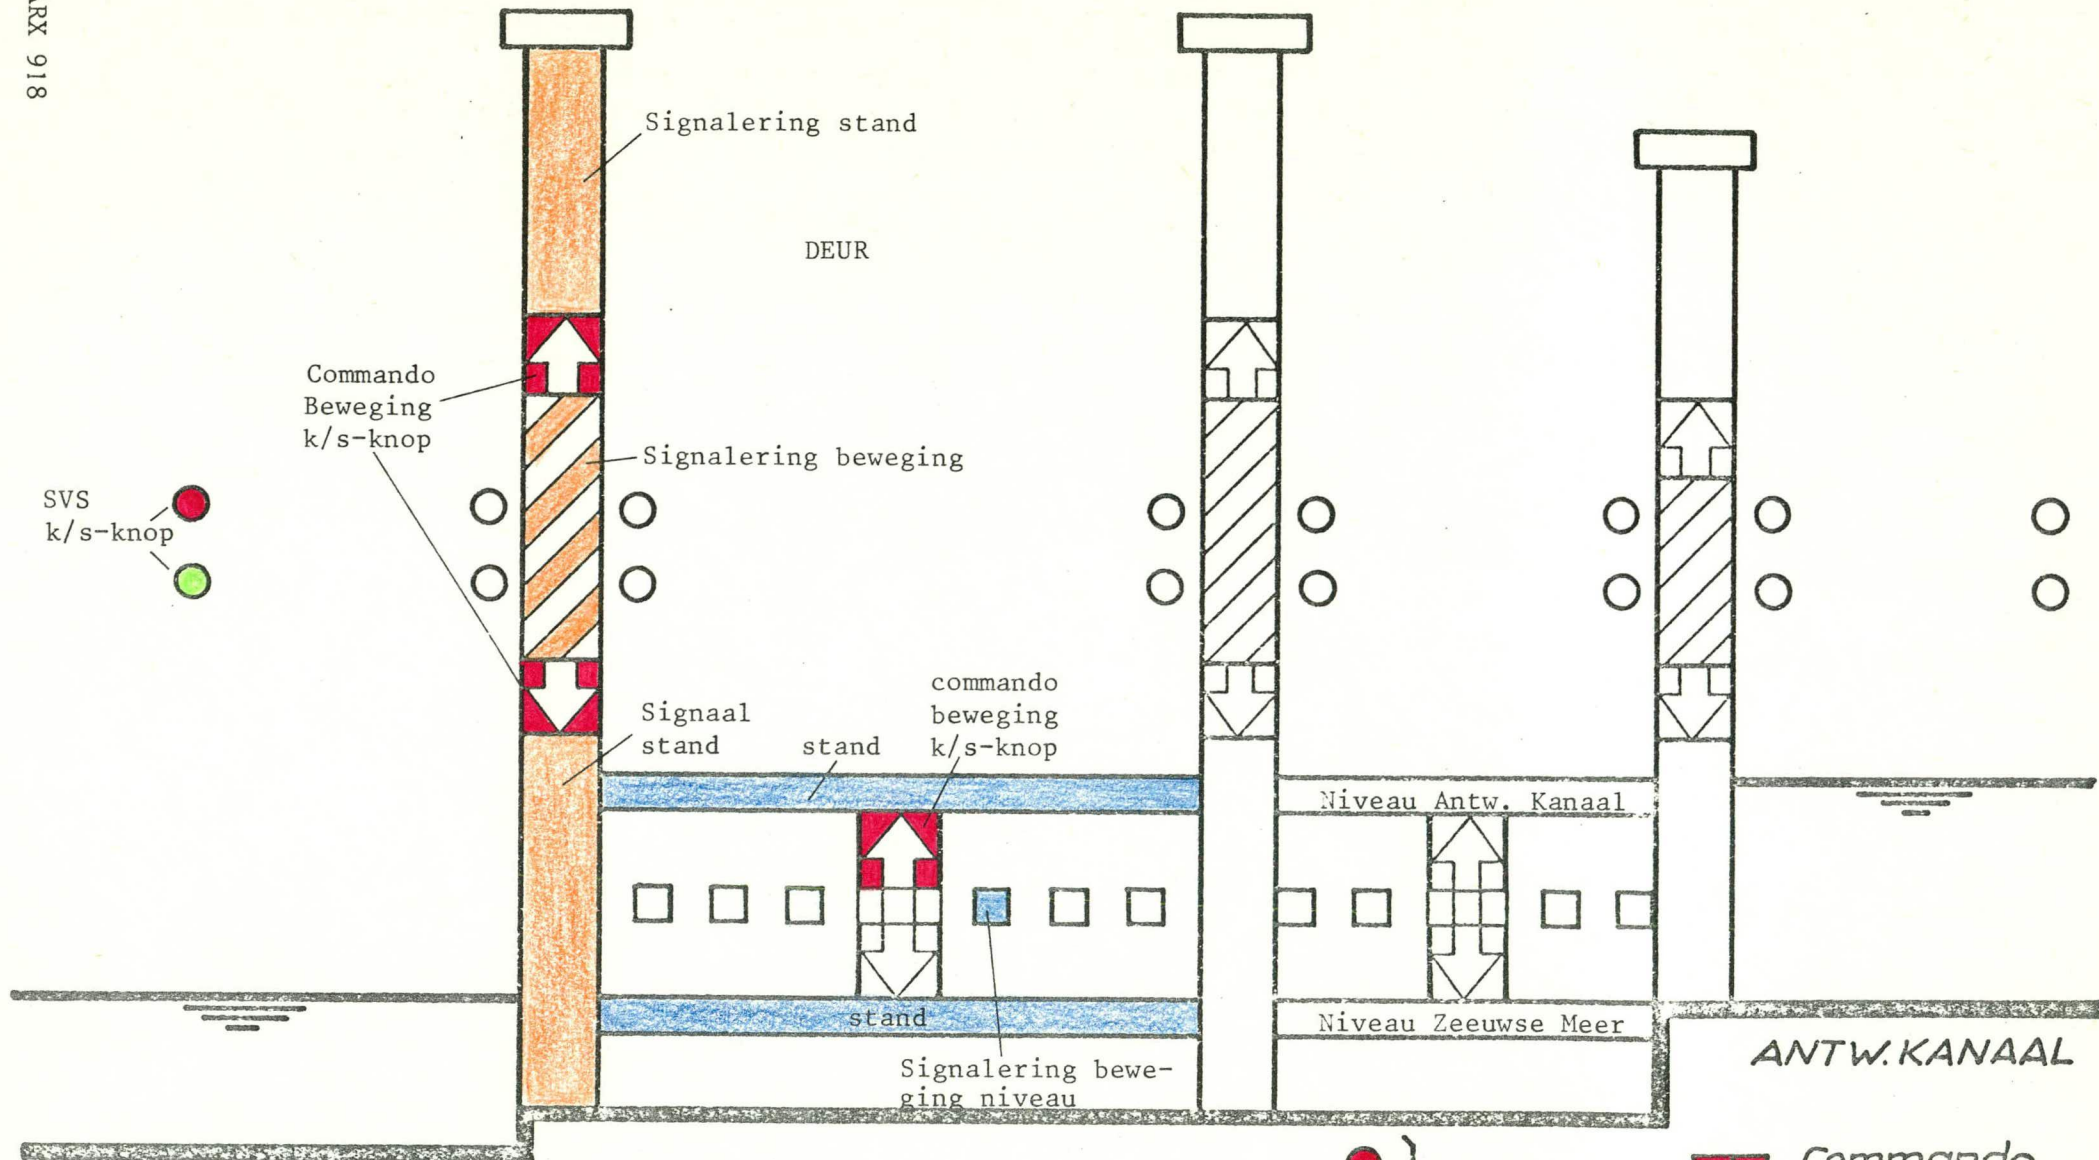 ARX 918
Signalering stand
DEUR
Commando
Beweging
k/s-knop
Signalering beweging
SVS
k/s-knop
Signaal
stand
stand
commando
beweging
k/s-knop
Niveau Antw. Kanaal
stand
Niveau Zeeuwse Meer
Signalering bewe-
ging niveau
ANTW.KANAAL
Commando